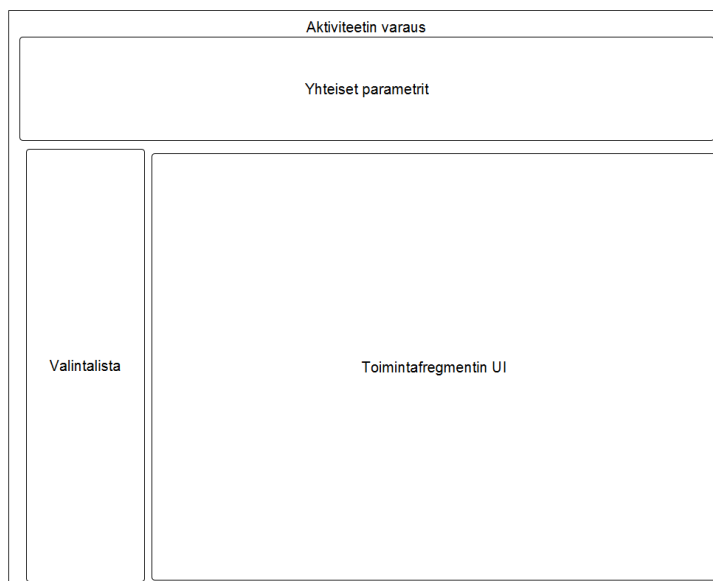 Aktiviteetin varaus
Yhteiset parametrit
Valintalista
Toimintafregmentin UI